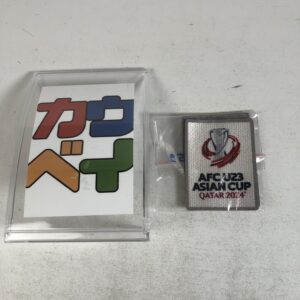 カウ
ベイ
AFC U23
ASIAN CUP
QATAR 2024